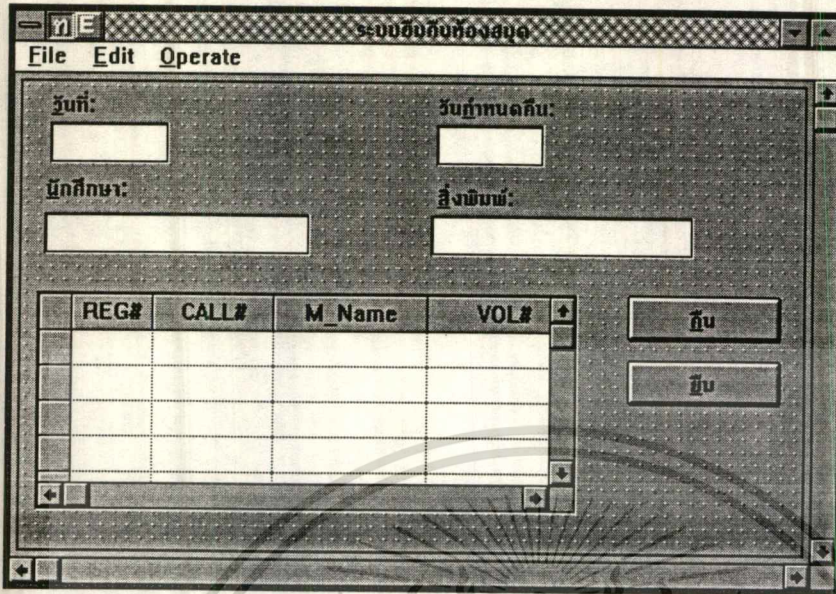 ท E ระบบยืมคืนห้องสมุด
File Edit Operate
วันที่: วันกำหนดคืน:
นักศึกษา: สิ่งพิมพ์:
REG# CALL# M_Name VOL#
คืน
ยืม